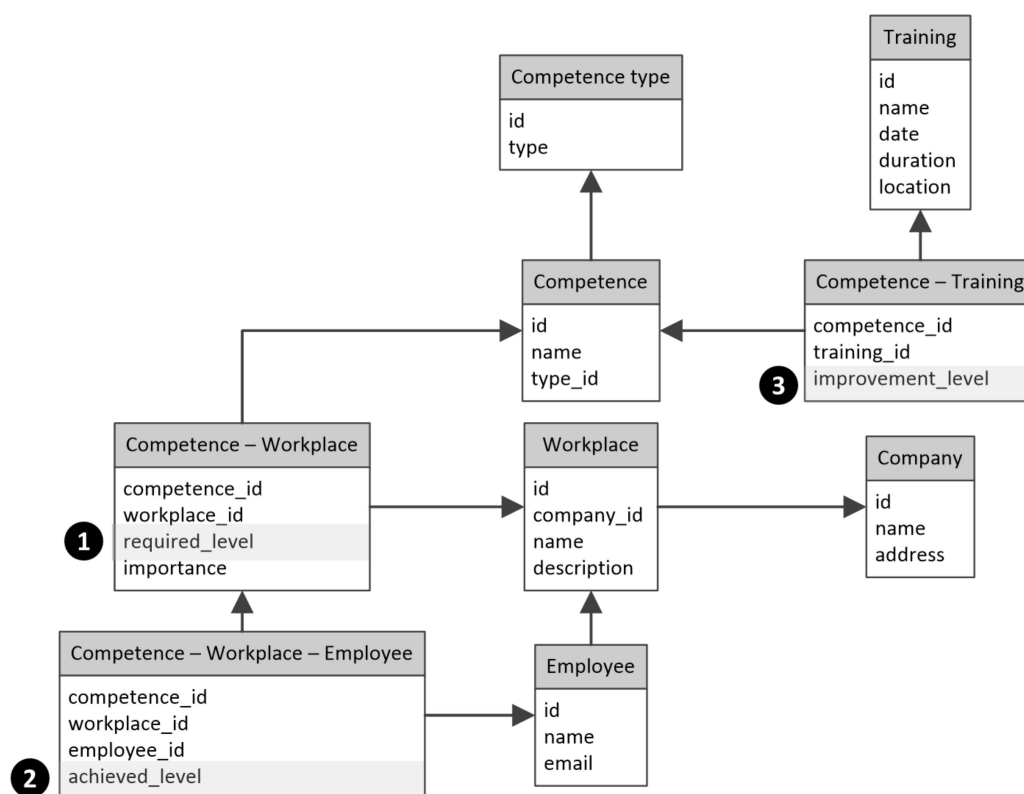 Training
id
name
date
duration
location
Competence type
id
type
Competence
id
name
type_id
Competence – Training
competence_id
training_id
3 improvement_level
Competence – Workplace
competence_id
workplace_id
1 required_level
importance
Workplace
id
company_id
name
description
Company
id
name
address
Competence – Workplace – Employee
competence_id
workplace_id
employee_id
2 achieved_level
Employee
id
name
email